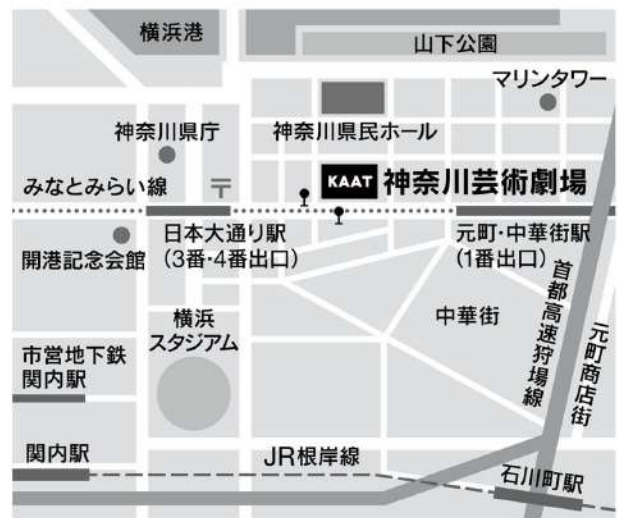 横浜港
山下公園
マリンタワー
神奈川県庁
神奈川県民ホール
みなとみらい線
〒
KAAT 神奈川芸術劇場
開港記念会館
日本大通り駅
(3番・4番出口)
元町・中華街駅
(1番出口)
横浜
スタジアム
中華街
首都高速狩場線
元町商店街
市営地下鉄
関内駅
関内駅
JR根岸線
石川町駅